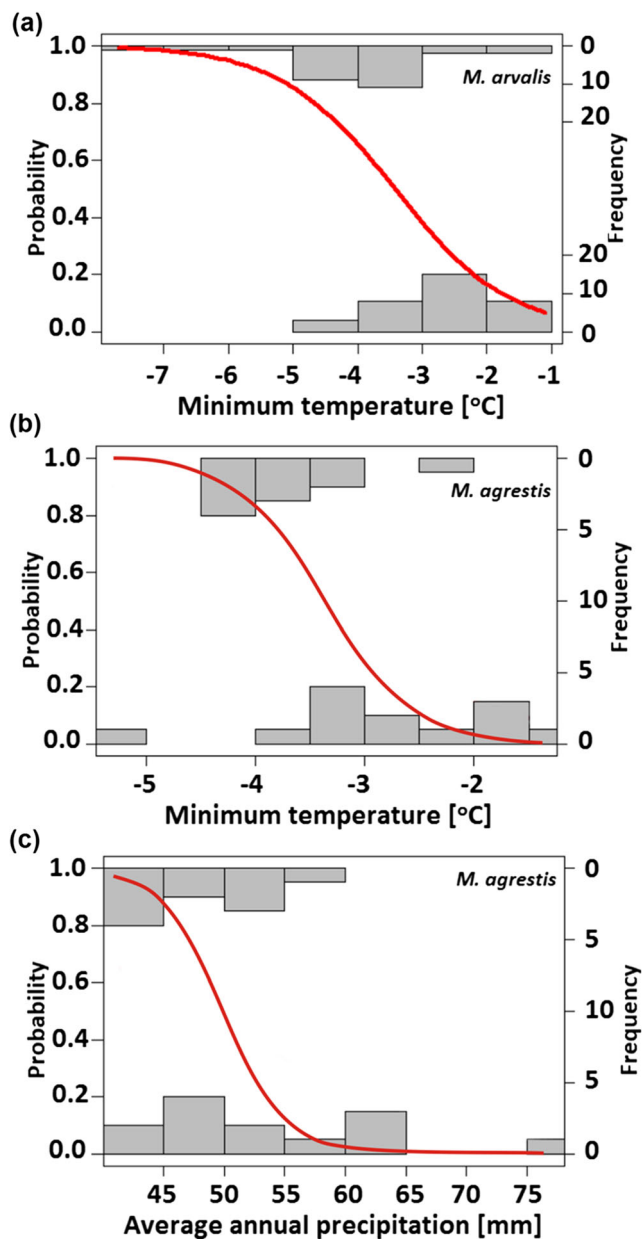 (a)
1.0
0.8
0.6
0.4
0.2
0.0
Probability
M. arvalis
0
10
20
20
10
0
Frequency
-7 -6 -5 -4 -3 -2 -1
Minimum temperature [°C]
(b)
1.0
0.8
0.6
0.4
0.2
0.0
Probability
M. agrestis
0
5
10
5
0
Frequency
-5 -4 -3 -2
Minimum temperature [°C]
(c)
1.0
0.8
0.6
0.4
0.2
0.0
Probability
M. agrestis
0
5
10
5
0
Frequency
45 50 55 60 65 70 75
Average annual precipitation [mm]